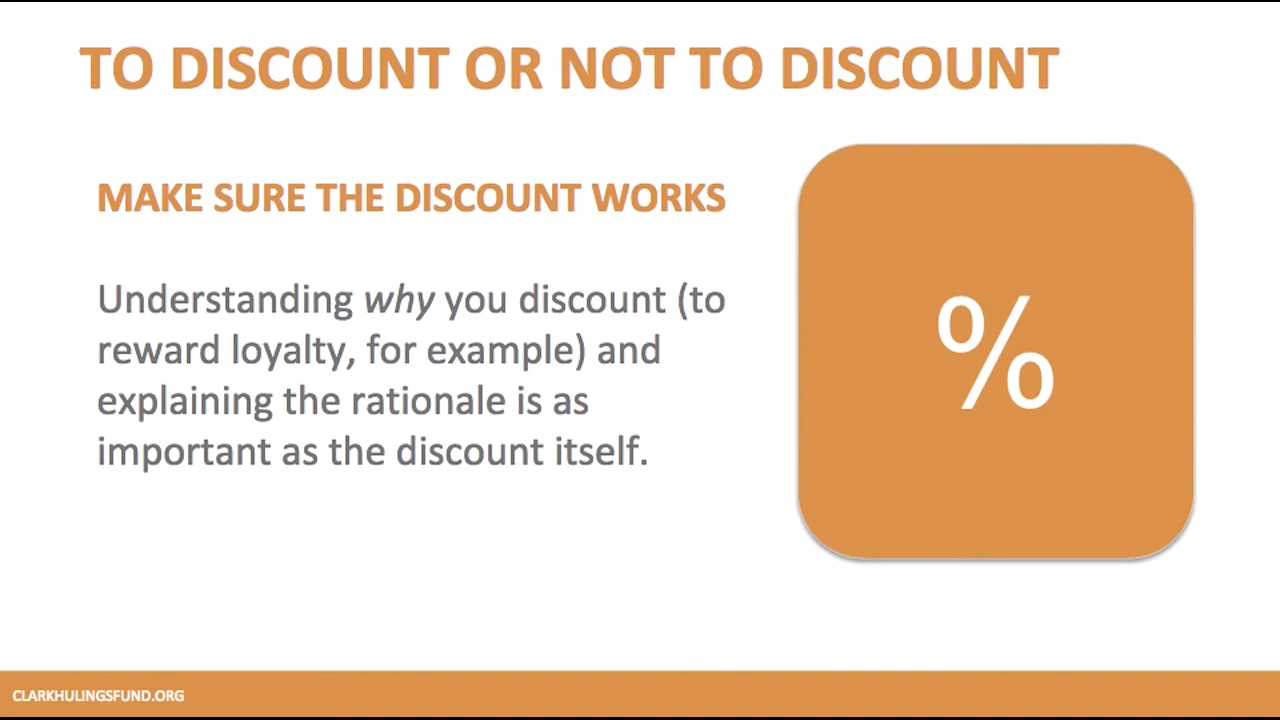 TO DISCOUNT OR NOT TO DISCOUNT
MAKE SURE THE DISCOUNT WORKS
Understanding why you discount (to
reward loyalty, for example) and
explaining the rationale is as
important as the discount itself.
%
CLARKHULINGSFUND.ORG